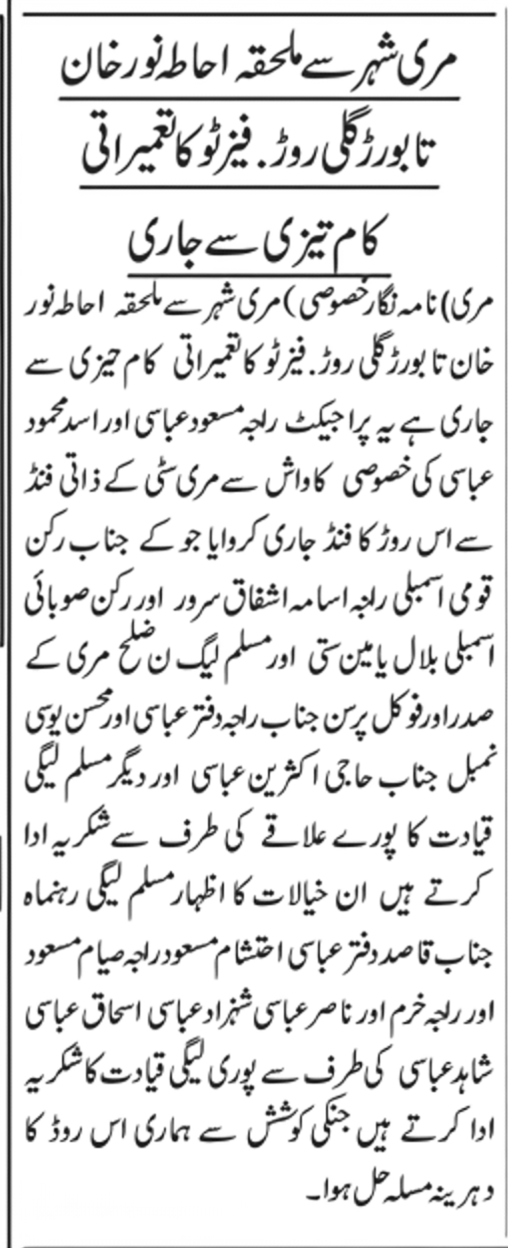 مری شہر سے ملحقہ احاطہ نور خان
تا بورڑ گلی روڑ. فیز ٹو کا تعمیراتی
کام تیزی سے جاری
مری) نامہ نگار خصوصی) مری شہر سے ملحقہ احاطہ نور
خان تا بورڑ گلی روڑ. فیز ٹو کا تعمیراتی کام حیزی سے
جاری ہے یہ پراجیکٹ راجہ مسعود عباسی اور اسد محمود
عباسی کی خصوصی کاواش سے مری سٹی کے ذاتی فنڈ
سے اس روڑ کا فنڈ جاری کروایا جو کے جناب رکن
قومی اسمبلی راجہ اسامہ اشفاق سرور اور رکن صوبائی
اسمبلی بلال یامین ستی اور مسلم لیگ ن ضلح مری کے
صدر اور فوکل پرسن جناب راجہ دفتر عباسی اور محسن یوسی
نمبل جناب حاجی اکثرین عباسی اور دیگر مسلم لیگی
قیادت کا پورے علاقے کی طرف سے شکریہ ادا
کرتے ہیں ان خیالات کا اظہار مسلم لیگی رہنماہ
جناب قاصد دفتر عباسی احتشام مسعود راجہ صیام مسعود
اور راجہ خرم اور ناصر عباسی شہزاد عباسی اسحاق عباسی
شاہد عباسی کی طرف سے پوری لیگی قیادت کا شکریہ
ادا کرتے ہیں جنکی کوشش سے ہماری اس روڈ کا
دہرینہ مسلہ حل ہوا۔